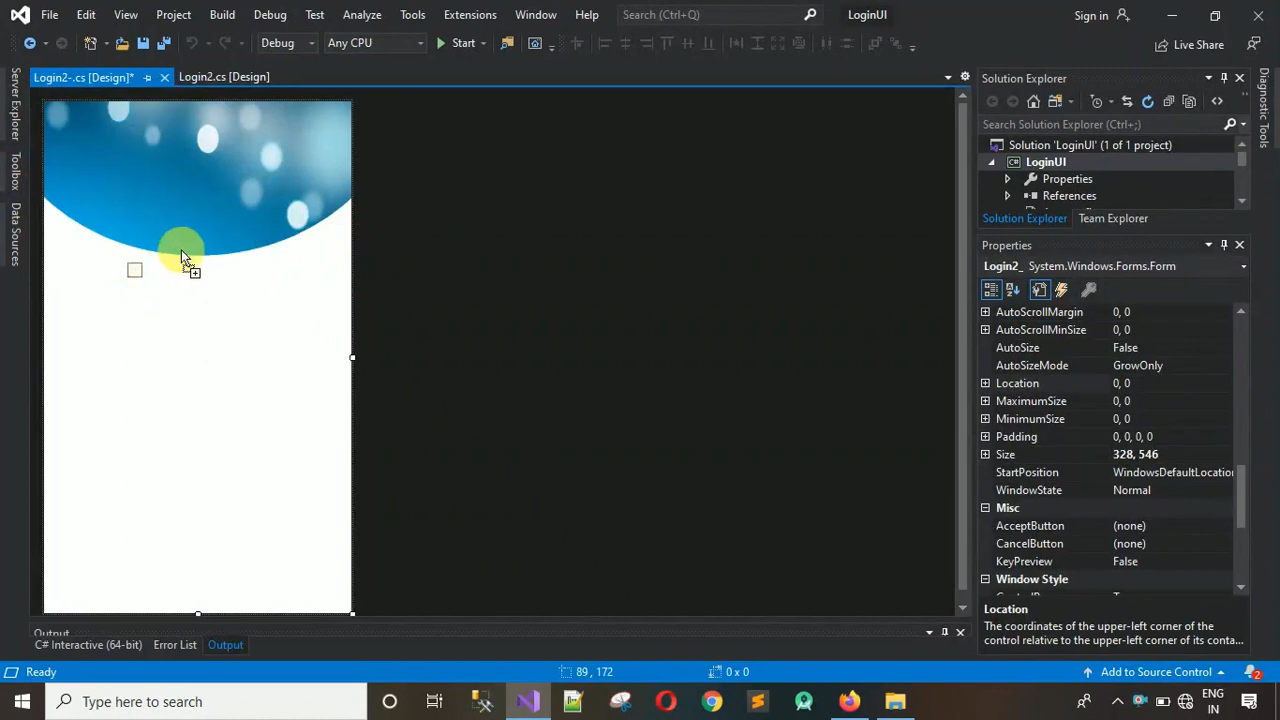 File Edit View Project Build Debug Test Analyze Tools Extensions Window Help Search (Ctrl+Q) LoginUI Sign in
Debug Any CPU Start Live Share
Login2-.cs [Design]* Login2.cs [Design]
Server Explorer
Toolbox
Data Sources
Solution Explorer
Search Solution Explorer (Ctrl+;)
Solution 'LoginUI' (1 of 1 project)
C# LoginUI
Properties
References
Solution Explorer Team Explorer
Diagnostic Tools
Properties
Login2_ System.Windows.Forms.Form
AutoScrollMargin 0, 0
AutoScrollMinSize 0, 0
AutoSize False
AutoSizeMode GrowOnly
Location 0, 0
MaximumSize 0, 0
MinimumSize 0, 0
Padding 0, 0, 0, 0
Size 328, 546
StartPosition WindowsDefaultLocation
WindowState Normal
Misc
AcceptButton (none)
CancelButton (none)
KeyPreview False
Window Style
Location
The coordinates of the upper-left corner of the
control relative to the upper-left corner of its conta...
Output
C# Interactive (64-bit) Error List Output
Ready 89 , 172 0 x 0 Add to Source Control 2
Type here to search ENG
IN